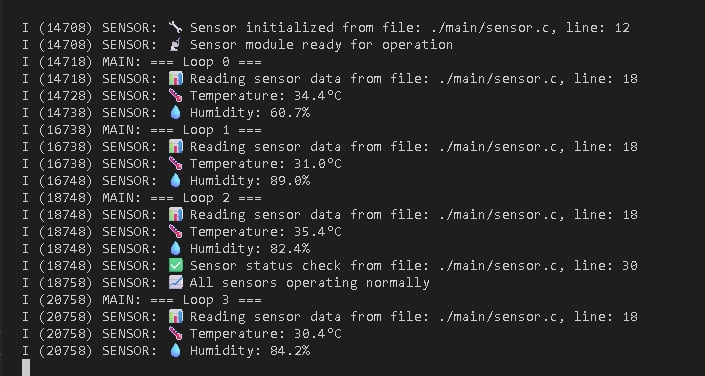 I (14708) SENSOR: 🔧 Sensor initialized from file: ./main/sensor.c, line: 12
I (14708) SENSOR: 📡 Sensor module ready for operation
I (14718) MAIN: === Loop 0 ===
I (14718) SENSOR: 📊 Reading sensor data from file: ./main/sensor.c, line: 18
I (14728) SENSOR: 🌡️ Temperature: 34.4°C
I (14738) SENSOR: 💧 Humidity: 60.7%
I (16738) MAIN: === Loop 1 ===
I (16738) SENSOR: 📊 Reading sensor data from file: ./main/sensor.c, line: 18
I (16738) SENSOR: 🌡️ Temperature: 31.0°C
I (16748) SENSOR: 💧 Humidity: 89.0%
I (18748) MAIN: === Loop 2 ===
I (18748) SENSOR: 📊 Reading sensor data from file: ./main/sensor.c, line: 18
I (18748) SENSOR: 🌡️ Temperature: 35.4°C
I (18748) SENSOR: 💧 Humidity: 82.4%
I (18748) SENSOR: ✅ Sensor status check from file: ./main/sensor.c, line: 30
I (18758) SENSOR: 📈 All sensors operating normally
I (20758) MAIN: === Loop 3 ===
I (20758) SENSOR: 📊 Reading sensor data from file: ./main/sensor.c, line: 18
I (20758) SENSOR: 🌡️ Temperature: 30.4°C
I (20758) SENSOR: 💧 Humidity: 84.2%